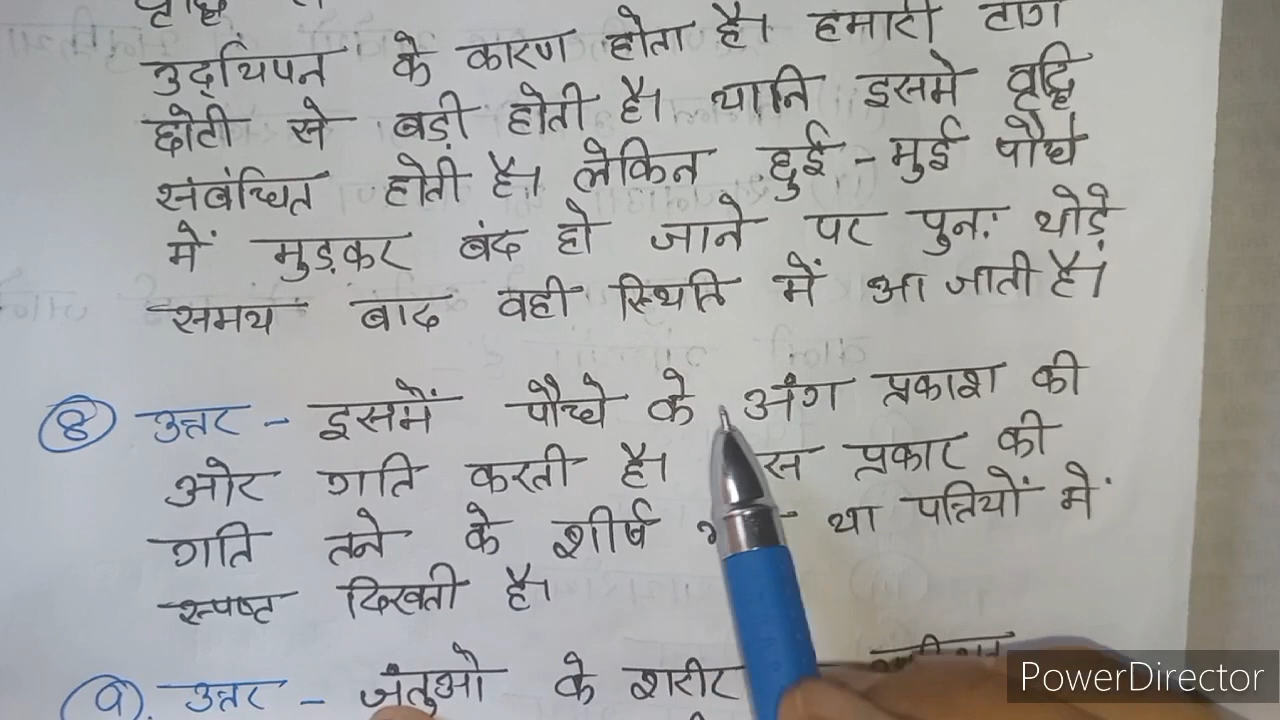 उद्यिपन के कारण होता है। हमारी टाग
छोटी से बड़ी होती है। यानि इसमे वृद्धि
संबंधित होती है। लेकिन छुई - मुई पौधे
में मुड़कर बंद हो जाने पर पुनः थोड़े
समय बाद वही स्थिति में आ जाती है।
8 उत्तर - इसमें पौधे के अंग प्रकाश की
ओर गति करती है। प्रकार की
गति तने के शीर्ष या पत्तियों में
स्पष्ट दिखती है।
9. उत्तर - जंतुओ के शरीर
PowerDirector